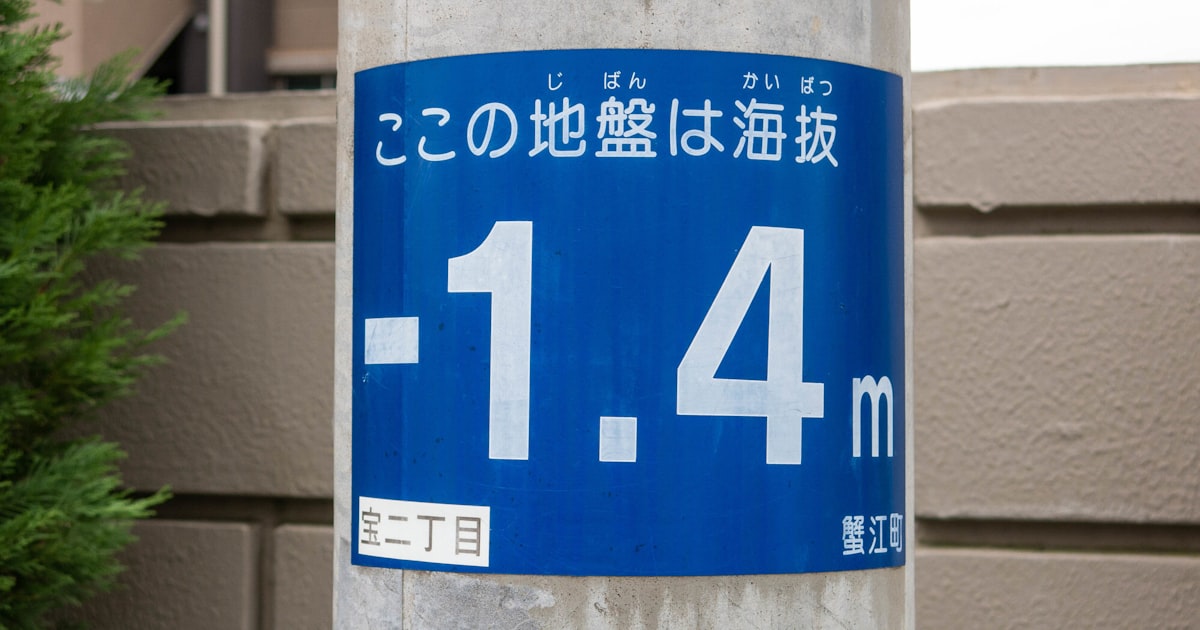 じ ばん かい ばつ
ここの地盤は海抜
-1.4m
宝二丁目
蟹江町